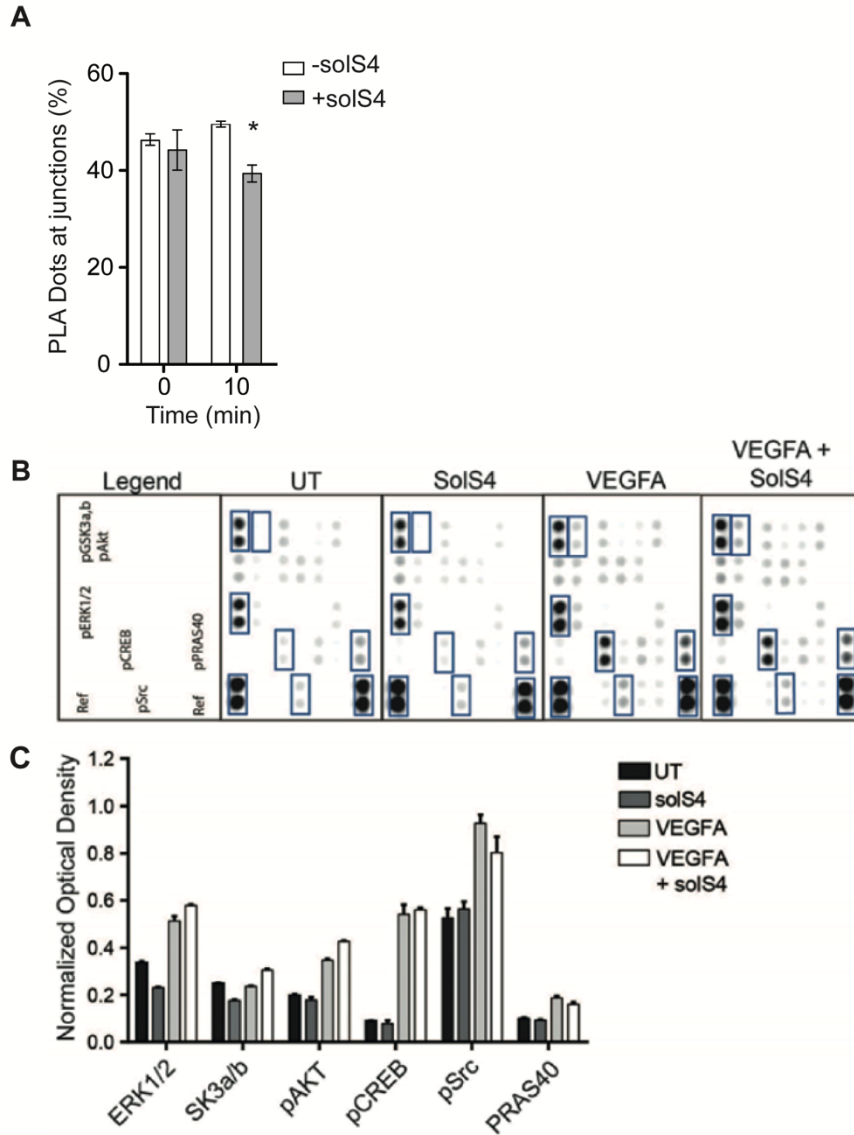 A
-solS4
+solS4
PLA Dots at junctions (%)
60
40
20
0
*
0 10
Time (min)
B
Legend UT SolS4 VEGFA VEGFA +
SolS4
pGSK3a,b
pAkt
pERK1/2
pCREB
pPRAS40
Ref
pSrc
Ref
C
Normalized Optical Density
1.2
1.0
0.8
0.6
0.4
0.2
0.0
UT
solS4
VEGFA
VEGFA
+ solS4
ERK1/2
SK3a/b
pAKT
pCREB
pSrc
PRAS40